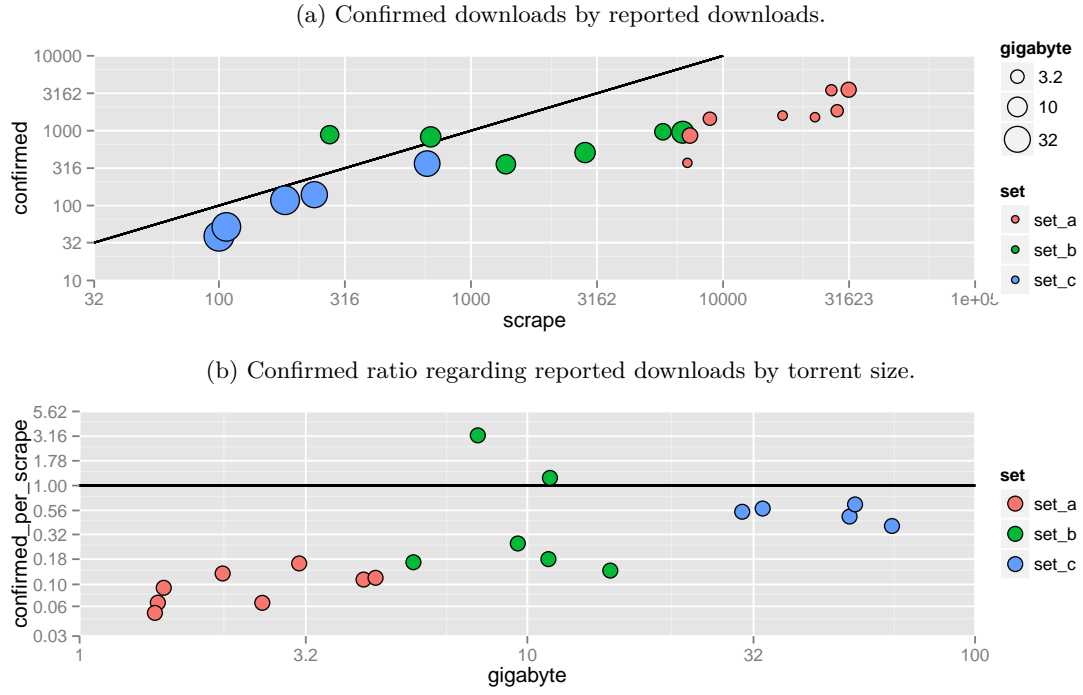 (a) Confirmed downloads by reported downloads.
10000
3162
1000
316
100
32
10
confirmed
32
100
316
1000
3162
10000
31623
1e+05
scrape
gigabyte
3.2
10
32
set
set_a
set_b
set_c
(b) Confirmed ratio regarding reported downloads by torrent size.
5.62
3.16
1.78
1.00
0.56
0.32
0.18
0.10
0.06
0.03
confirmed_per_scrape
1
3.2
10
32
100
gigabyte
set
set_a
set_b
set_c